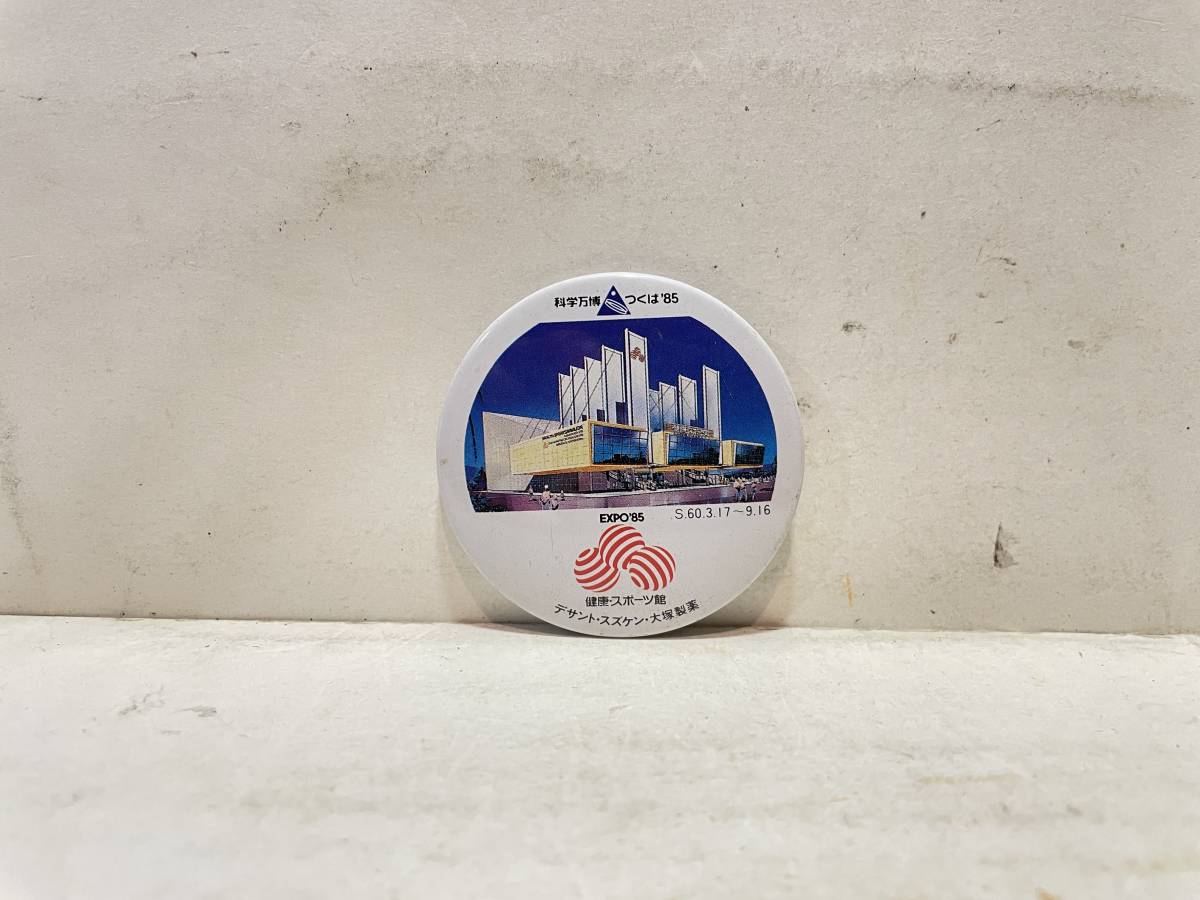 科学万博 つくば'85
EXPO'85
S.60.3.17～9.16
健康・スポーツ館
デサント・スズケン・大塚製薬